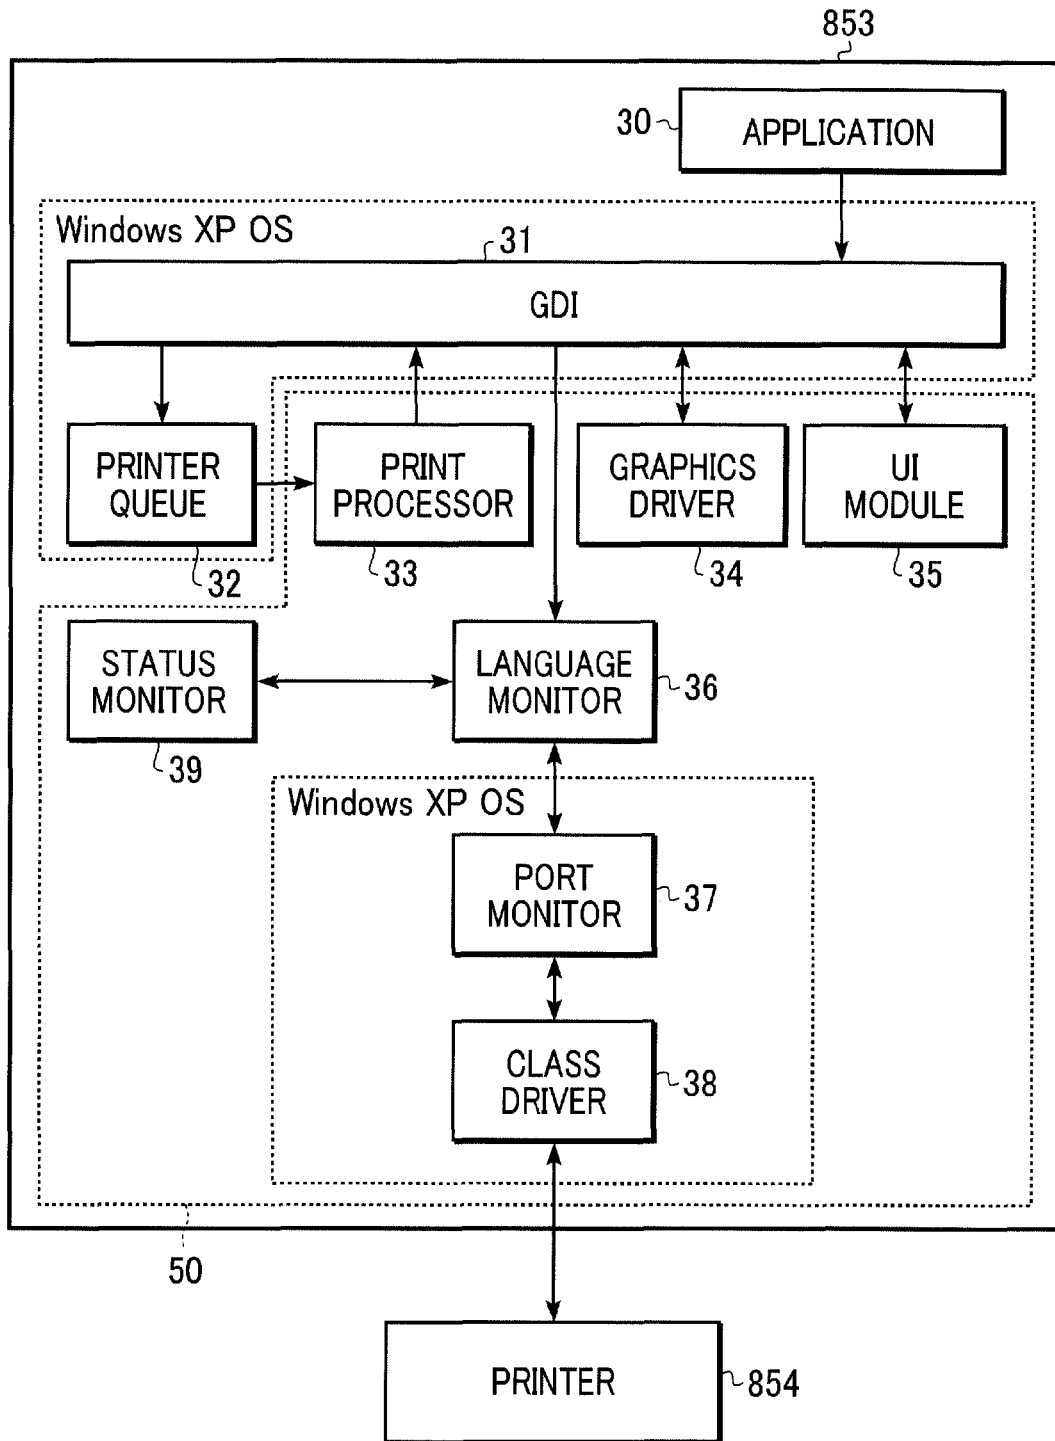 853
30
APPLICATION
Windows XP OS
31
GDI
PRINTER
QUEUE
PRINT
PROCESSOR
GRAPHICS
DRIVER
UI
MODULE
32
33
34
35
STATUS
MONITOR
LANGUAGE
MONITOR
36
39
Windows XP OS
PORT
MONITOR
37
CLASS
DRIVER
38
50
PRINTER
854